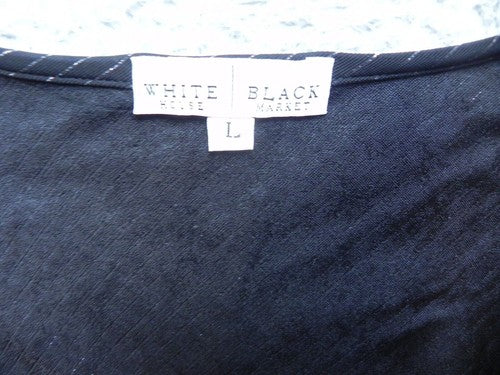 WHITE | BLACK
HOUSE MARKET
L